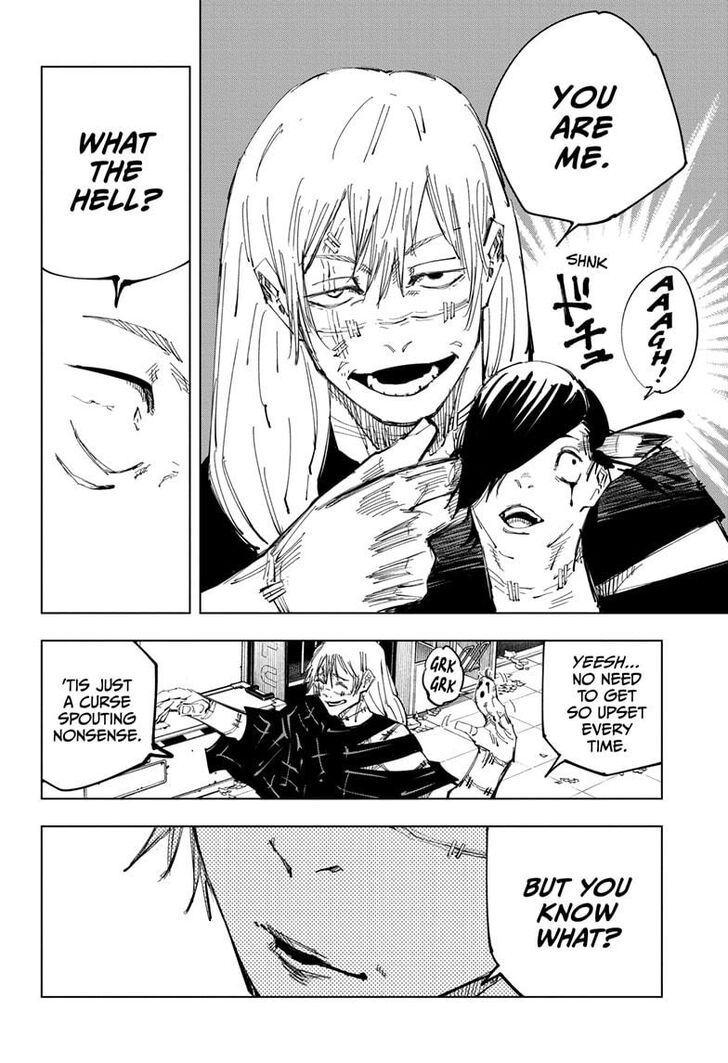 YOU
ARE
ME.
AAAGH!
SHNK
ドチュ
WHAT
THE
HELL?
YEESH...
NO NEED
TO GET
SO UPSET
EVERY
TIME.
GRK
GRK
'TIS JUST
A CURSE
SPOUTING
NONSENSE.
BUT YOU
KNOW
WHAT?